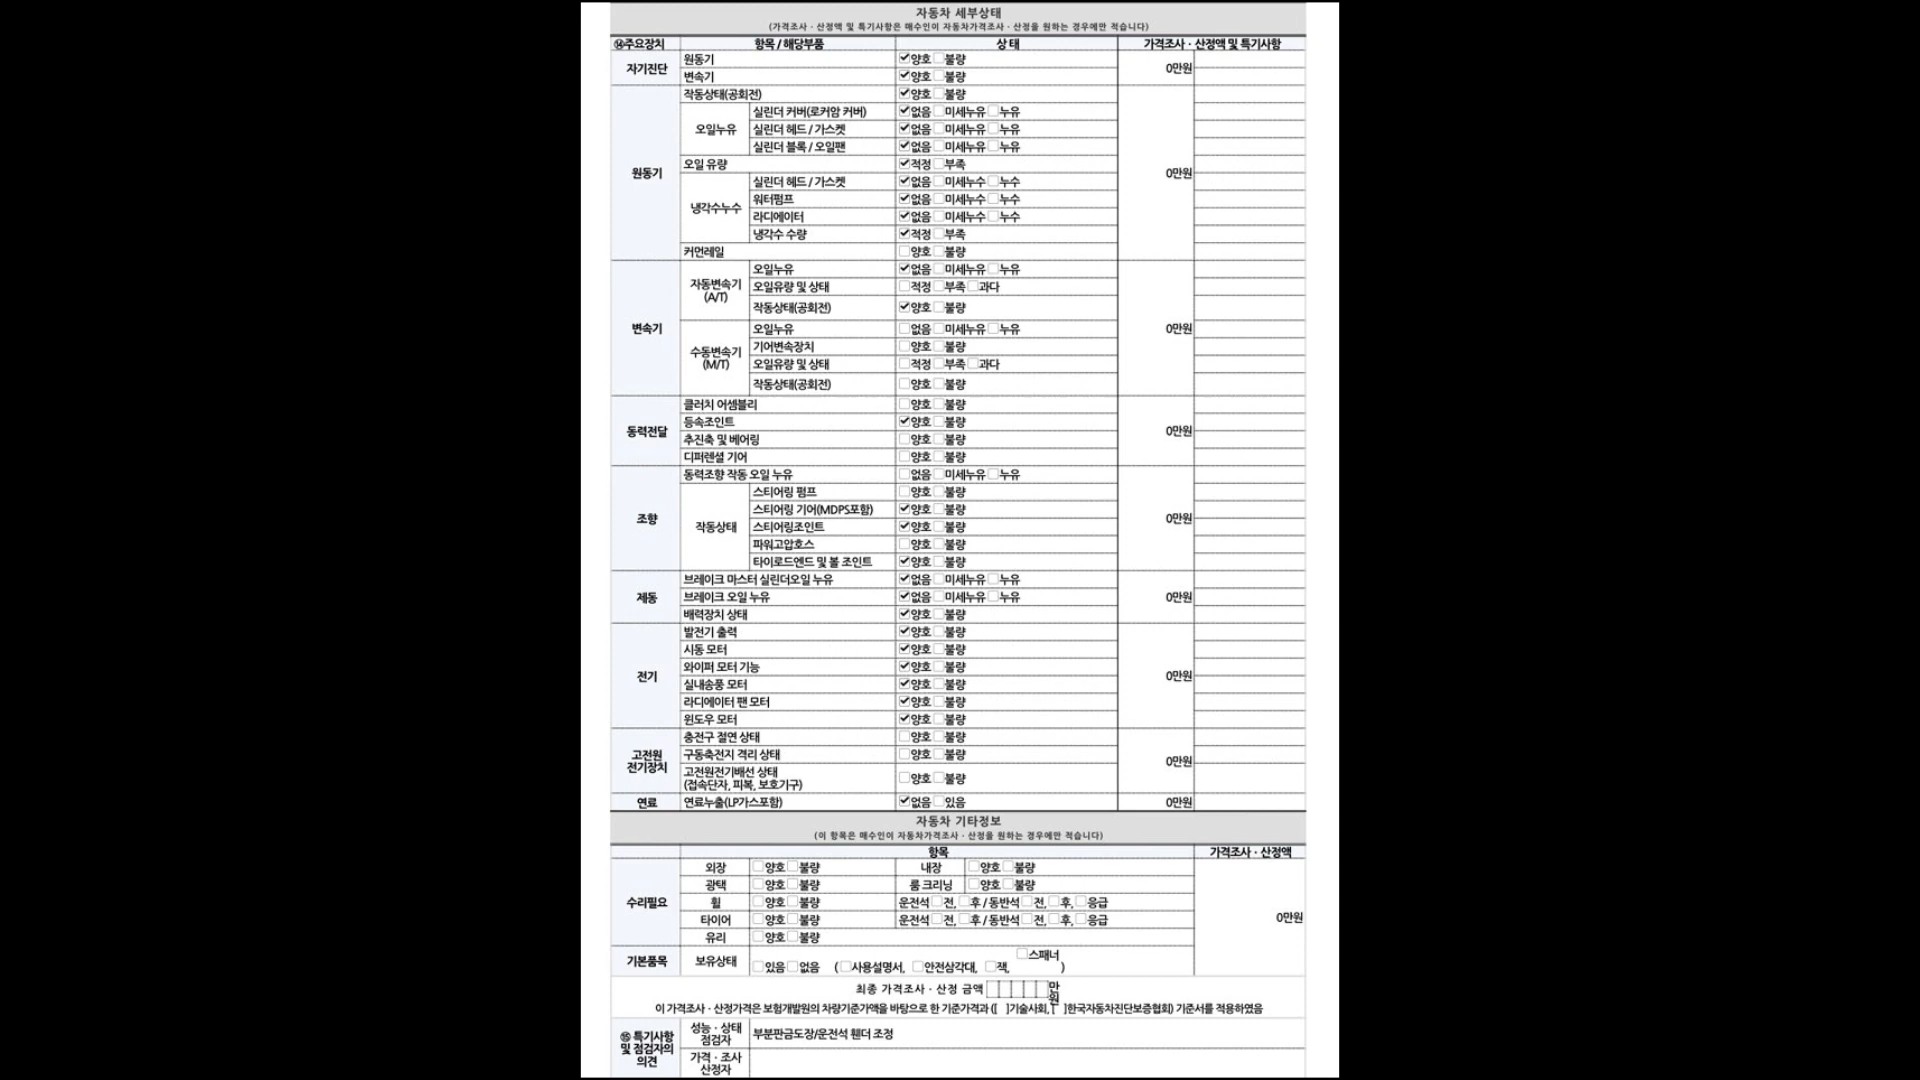 자동차 세부상태
(가격조사 · 산정액 및 특기사항은 매수인이 자동차가격조사 · 산정을 원하는 경우에만 적습니다)
⑭주요장치 항목 / 해당부품 상 태 가격조사 · 산정액 및 특기사항
자기진단 원동기 ☑양호 ☐불량 0만원
변속기 ☑양호 ☐불량
원동기 작동상태(공회전) ☑양호 ☐불량 0만원
오일누유 실린더 커버(로커암 커버) ☑없음 ☐미세누유 ☐누유
실린더 헤드 / 가스켓 ☑없음 ☐미세누유 ☐누유
실린더 블록 / 오일팬 ☑없음 ☐미세누유 ☐누유
오일 유량 ☑적정 ☐부족
냉각수누수 실린더 헤드 / 가스켓 ☑없음 ☐미세누수 ☐누수
워터펌프 ☑없음 ☐미세누수 ☐누수
라디에이터 ☑없음 ☐미세누수 ☐누수
냉각수 수량 ☑적정 ☐부족
커먼레일 ☐양호 ☐불량
변속기 자동변속기 (A/T) 오일누유 ☑없음 ☐미세누유 ☐누유 0만원
오일유량 및 상태 ☐적정 ☐부족 ☐과다
작동상태(공회전) ☑양호 ☐불량
수동변속기 (M/T) 오일누유 ☐없음 ☐미세누유 ☐누유
기어변속장치 ☐양호 ☐불량
오일유량 및 상태 ☐적정 ☐부족 ☐과다
작동상태(공회전) ☐양호 ☐불량
동력전달 클러치 어셈블리 ☐양호 ☐불량 0만원
등속조인트 ☑양호 ☐불량
추진축 및 베어링 ☐양호 ☐불량
디퍼렌셜 기어 ☐양호 ☐불량
조향 동력조향 작동 오일 누유 ☐없음 ☐미세누유 ☐누유 0만원
작동상태 스티어링 펌프 ☐양호 ☐불량
스티어링 기어(MDPS포함) ☑양호 ☐불량
스티어링조인트 ☑양호 ☐불량
파워고압호스 ☐양호 ☐불량
타이로드엔드 및 볼 조인트 ☑양호 ☐불량
제동 브레이크 마스터 실린더오일 누유 ☑없음 ☐미세누유 ☐누유 0만원
브레이크 오일 누유 ☑없음 ☐미세누유 ☐누유
배력장치 상태 ☑양호 ☐불량
전기 발전기 출력 ☑양호 ☐불량 0만원
시동 모터 ☑양호 ☐불량
와이퍼 모터 기능 ☑양호 ☐불량
실내송풍 모터 ☑양호 ☐불량
라디에이터 팬 모터 ☑양호 ☐불량
윈도우 모터 ☑양호 ☐불량
고전원 전기장치 충전구 절연 상태 ☐양호 ☐불량 0만원
구동축전지 격리 상태 ☐양호 ☐불량
고전원전기배선 상태 (접속단자, 피복, 보호기구) ☐양호 ☐불량
연료 연료누출(LP가스포함) ☑없음 ☐있음 0만원
자동차 기타정보
(이 항목은 매수인이 자동차가격조사 · 산정을 원하는 경우에만 적습니다)
항목 가격조사 · 산정액
수리필요 외장 ☐양호 ☐불량 내장 ☐양호 ☐불량 0만원
광택 ☐양호 ☐불량 룸 크리닝 ☐양호 ☐불량
휠 ☐양호 ☐불량 운전석 ☐전, ☐후 / 동반석 ☐전, ☐후, ☐응급
타이어 ☐양호 ☐불량 운전석 ☐전, ☐후 / 동반석 ☐전, ☐후, ☐응급
유리 ☐양호 ☐불량
기본품목 보유상태 ☐있음 ☐없음 ( ☐사용설명서, ☐안전삼각대, ☐잭, ☐스패너 )
최종 가격조사 · 산정 금액 만원
이 가격조사 · 산정가격은 보험개발원의 차량기준가액을 바탕으로 한 기준가격과 ([ ]기술사회, [ ]한국자동차진단보증협회) 기준서를 적용하였음
⑮ 특기사항 및 점검자의 의견 성능 · 상태 점검자 부분판금도장/운전석 휀더 조정
가격 · 조사 산정자